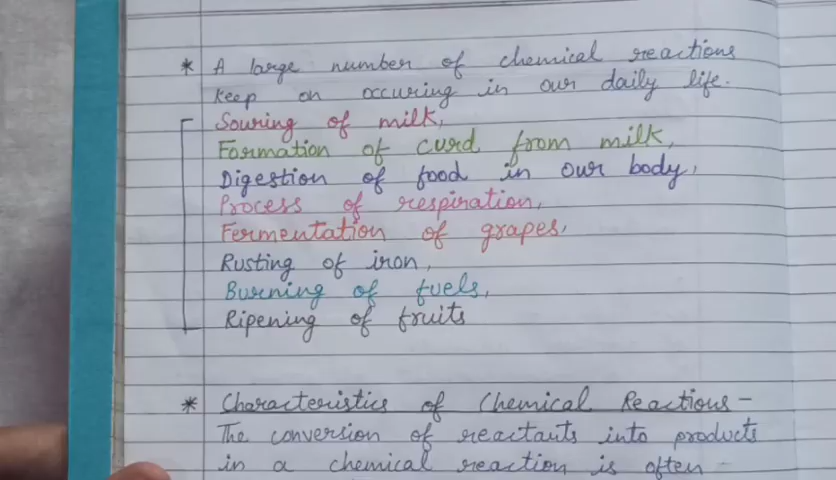 * A large number of chemical reactions
keep on occuring in our daily life.
Souring of milk,
Formation of curd from milk,
Digestion of food in our body,
Process of respiration,
Fermentation of grapes,
Rusting of iron,
Burning of fuels,
Ripening of fruits
* Characteristics of Chemical Reactions -
The conversion of reactants into products
in a chemical reaction is often -